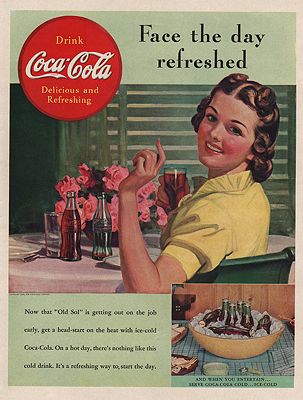 Drink
Coca-Cola
Delicious and
Refreshing
Face the day
refreshed
Now that "Old Sol" is getting out on the job
early, get a head-start on the heat with ice-cold
Coca-Cola. On a hot day, there's nothing like this
cold drink. It's a refreshing way to start the day.
AND WHEN YOU ENTERTAIN...
SERVE COCA-COLA COLD...ICE-COLD